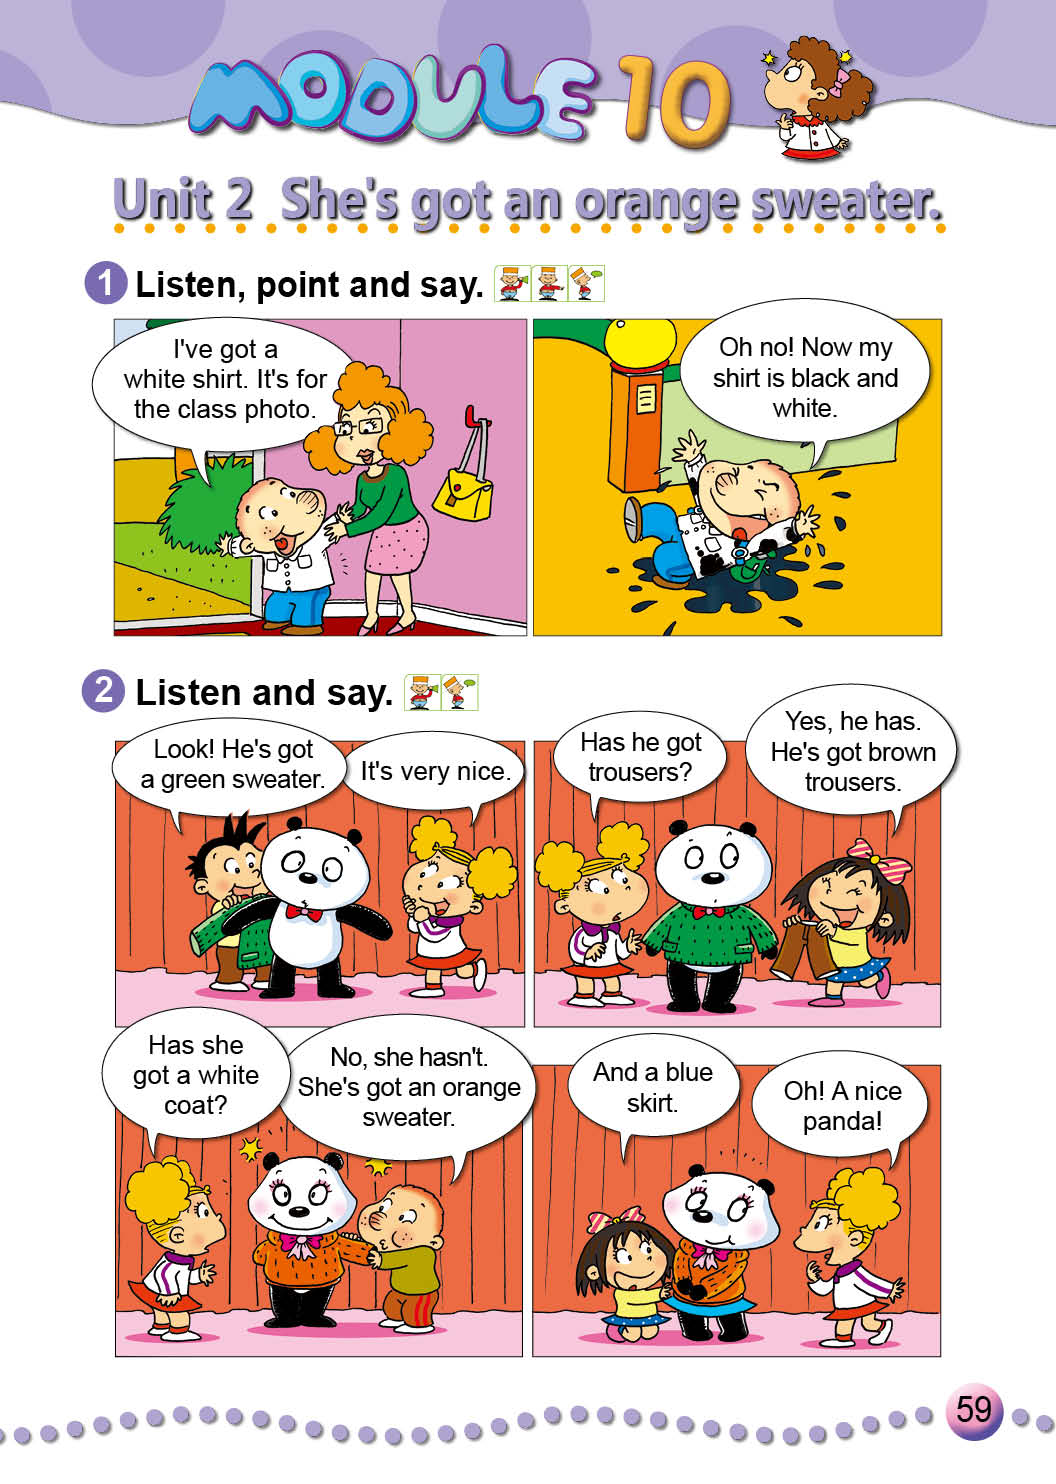 MODULE 10
Unit 2 She's got an orange sweater.
1 Listen, point and say.
I've got a
white shirt. It's for
the class photo.
Oh no! Now my
shirt is black and
white.
2 Listen and say.
Look! He's got
a green sweater.
It's very nice.
Has he got
trousers?
Yes, he has.
He's got brown
trousers.
Has she
got a white
coat?
No, she hasn't.
She's got an orange
sweater.
And a blue
skirt.
Oh! A nice
panda!
59